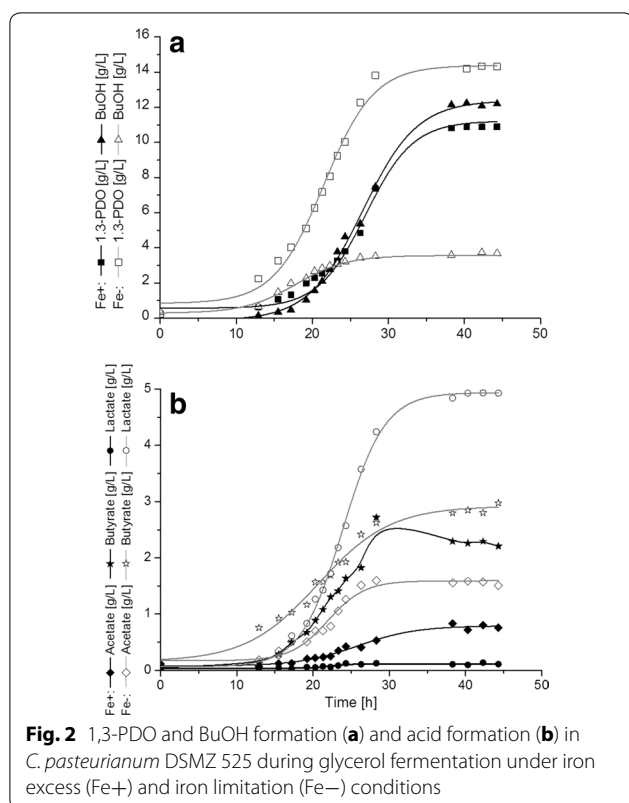 a
Fe+: 1.3-PDO [g/L] BuOH [g/L]
Fe-: 1.3-PDO [g/L] BuOH [g/L]
16
14
12
10
8
6
4
2
0
0 10 20 30 40 50
b
Fe+: Acetate [g/L] Butyrate [g/L] Lactate [g/L]
Fe-: Acetate [g/L] Butyrate [g/L] Lactate [g/L]
5
4
3
2
1
0
0 10 20 30 40 50
Time [h]
Fig. 2 1,3-PDO and BuOH formation (a) and acid formation (b) in
C. pasteurianum DSMZ 525 during glycerol fermentation under iron
excess (Fe+) and iron limitation (Fe−) conditions